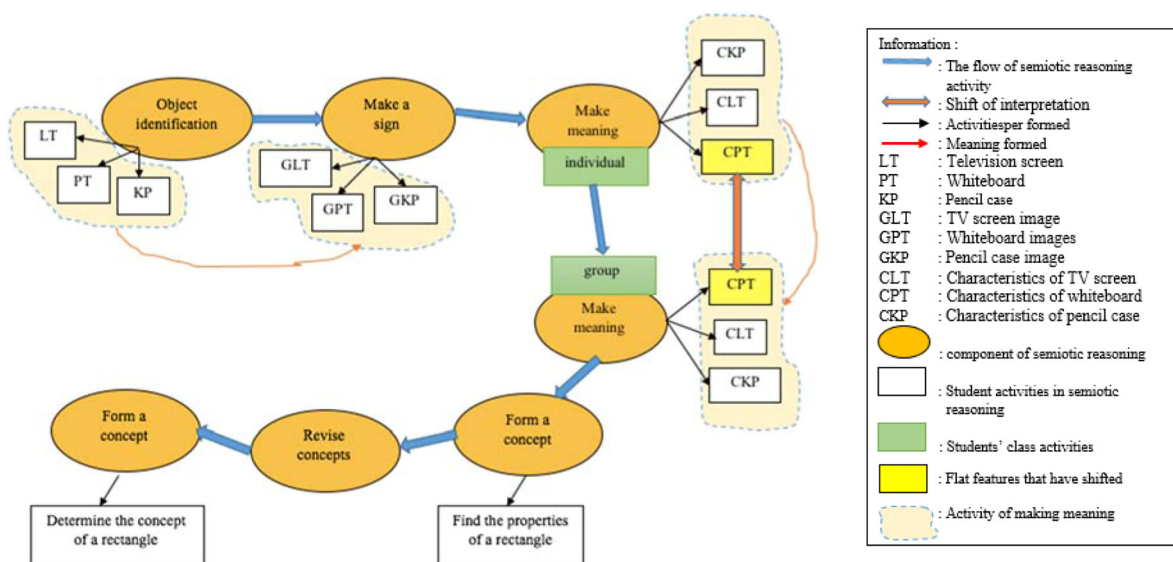 Object
identification
LT
PT
KP
Make a
sign
GLT
GPT
GKP
Make
meaning
individual
CKP
CLT
CPT
group
Make
meaning
CPT
CLT
CKP
Form a
concept
Find the properties
of a rectangle
Revise
concepts
Form a
concept
Determine the concept
of a rectangle
Information :
: The flow of semiotic reasoning
activity
: Shift of interpretation
: Activitiesper formed
: Meaning formed
LT : Television screen
PT : Whiteboard
KP : Pencil case
GLT : TV screen image
GPT : Whiteboard images
GKP : Pencil case image
CLT : Characteristics of TV screen
CPT : Characteristics of whiteboard
CKP : Characteristics of pencil case
: component of semiotic reasoning
: Student activities in semiotic
reasoning
: Students’ class activities
: Flat features that have shifted
: Activity of making meaning